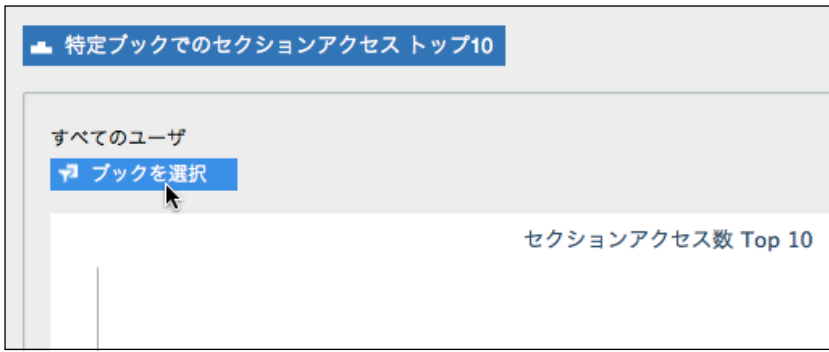 特定ブックでのセクションアクセス トップ10
すべてのユーザ
ブックを選択
セクションアクセス数 Top 10